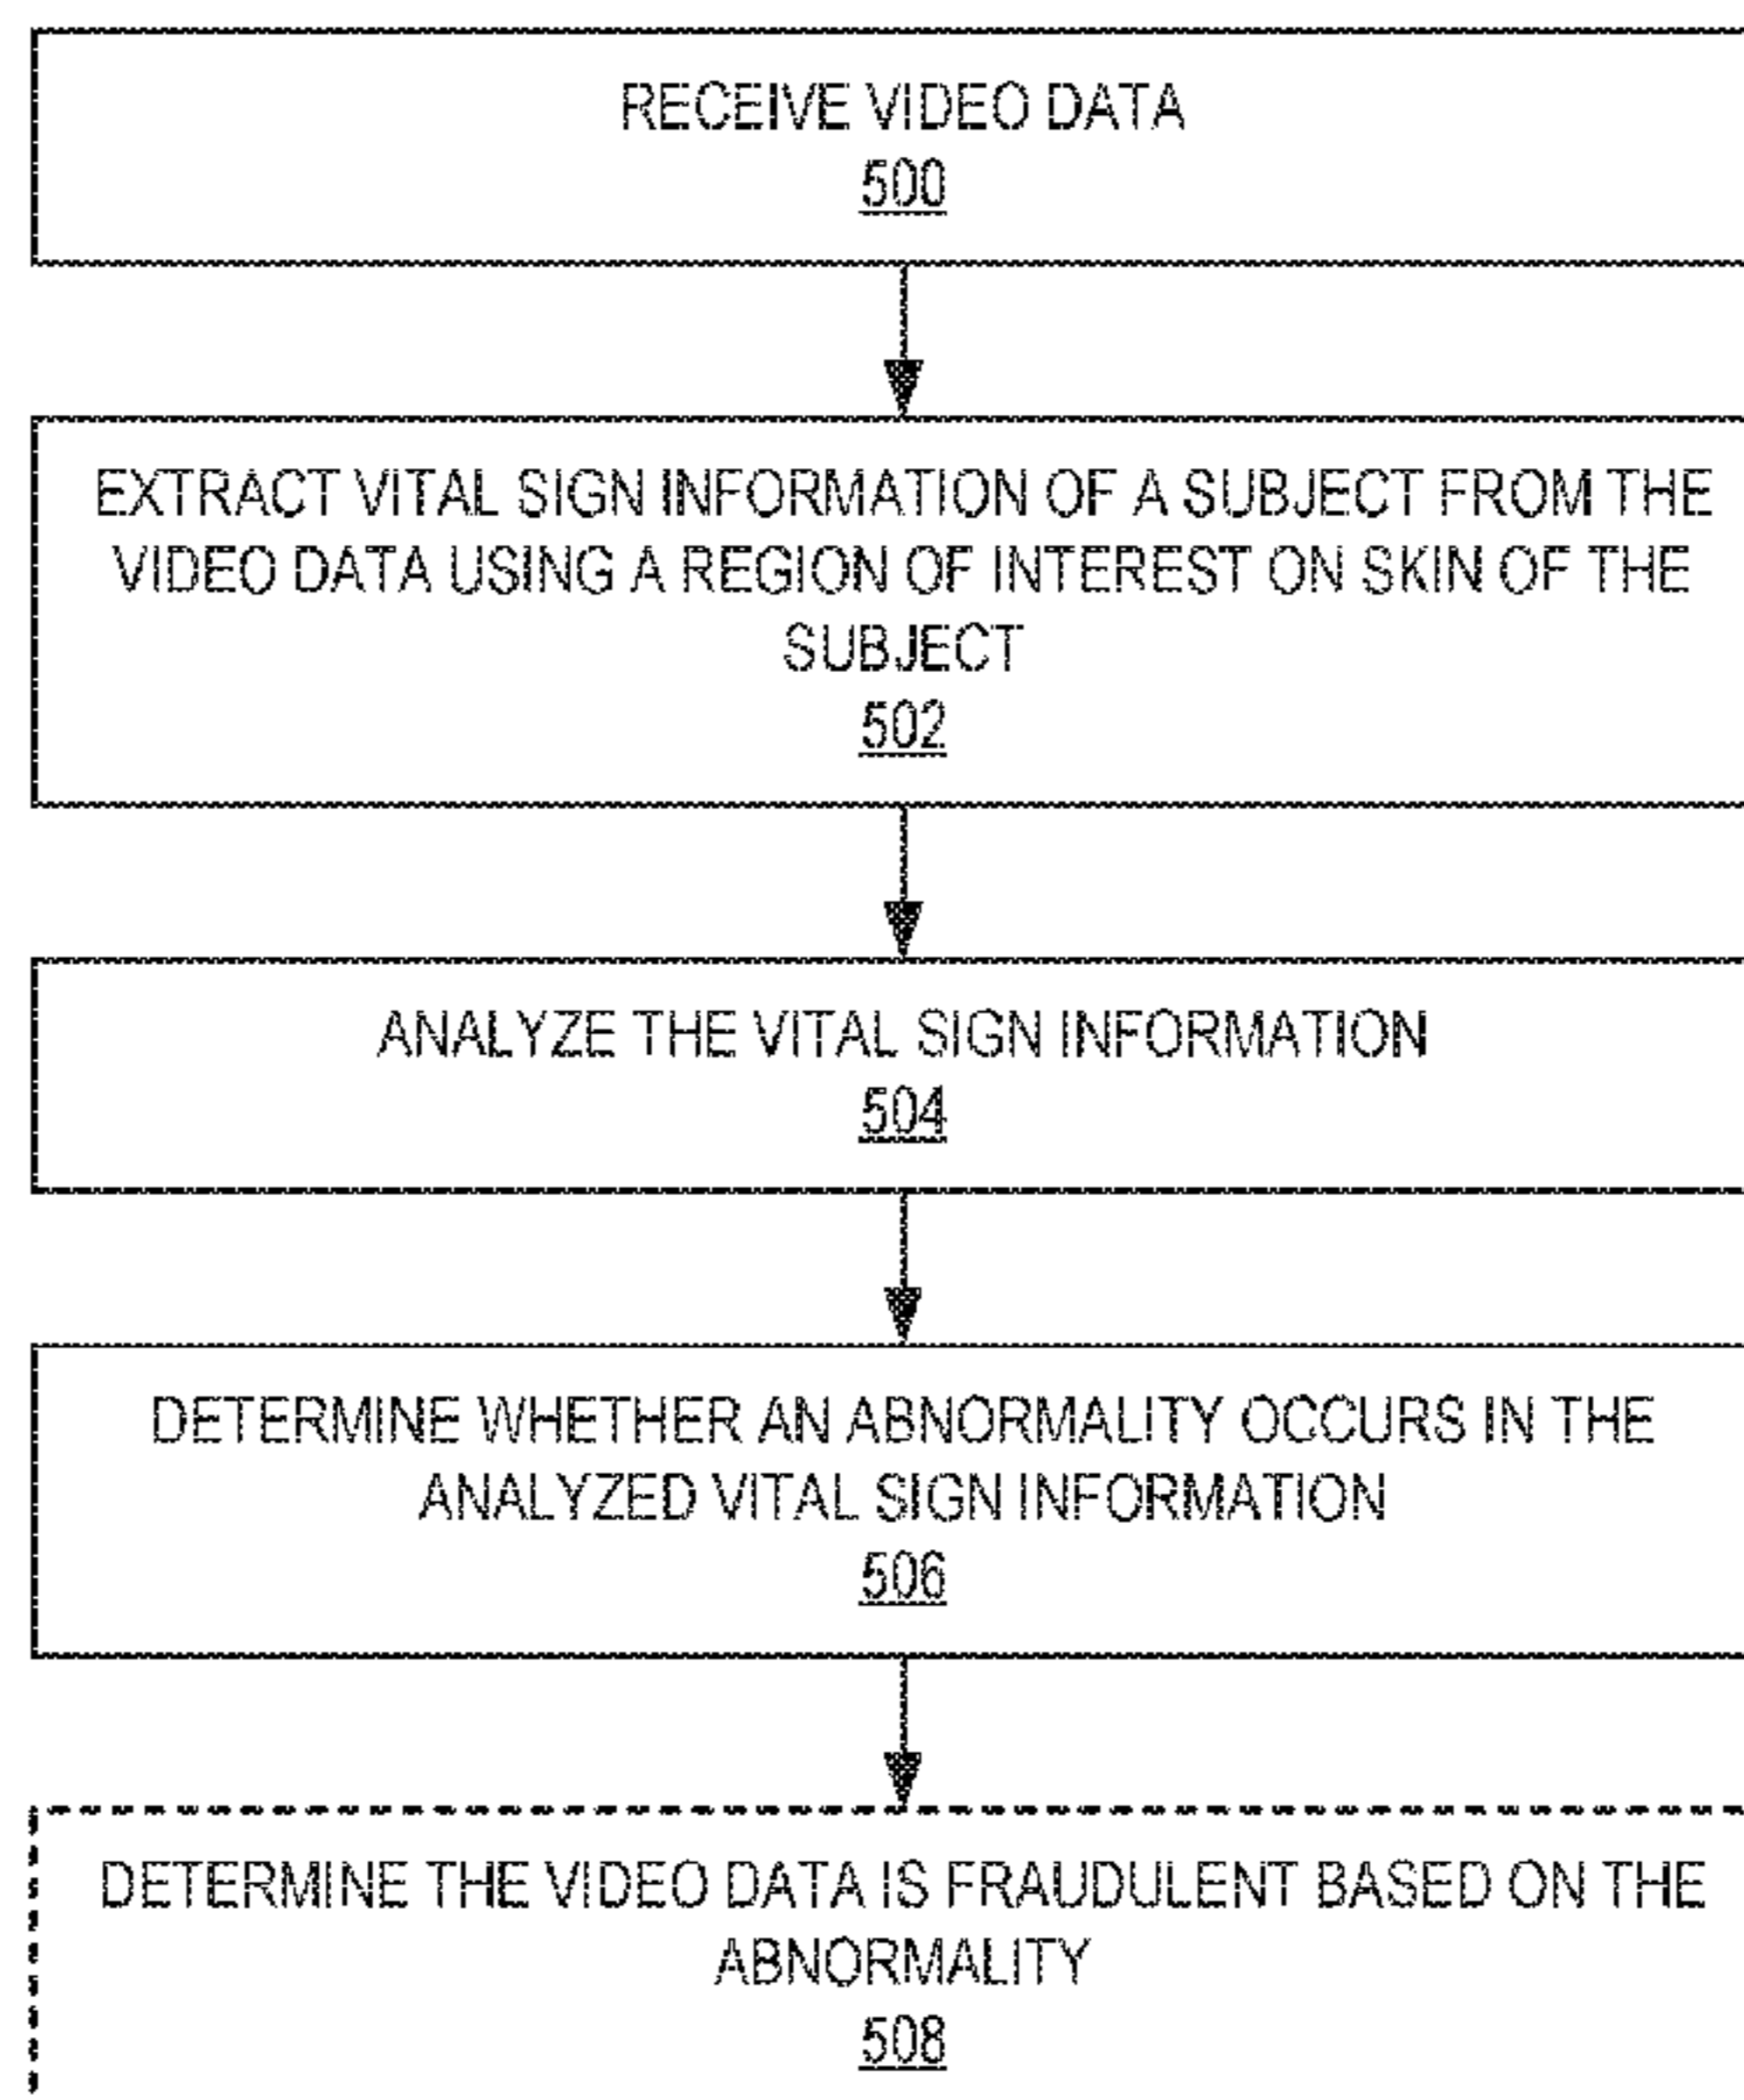 RECEIVE VIDEO DATA
500
EXTRACT VITAL SIGN INFORMATION OF A SUBJECT FROM THE
VIDEO DATA USING A REGION OF INTEREST ON SKIN OF THE
SUBJECT
502
ANALYZE THE VITAL SIGN INFORMATION
504
DETERMINE WHETHER AN ABNORMALITY OCCURS IN THE
ANALYZED VITAL SIGN INFORMATION
506
DETERMINE THE VIDEO DATA IS FRAUDULENT BASED ON THE
ABNORMALITY
508